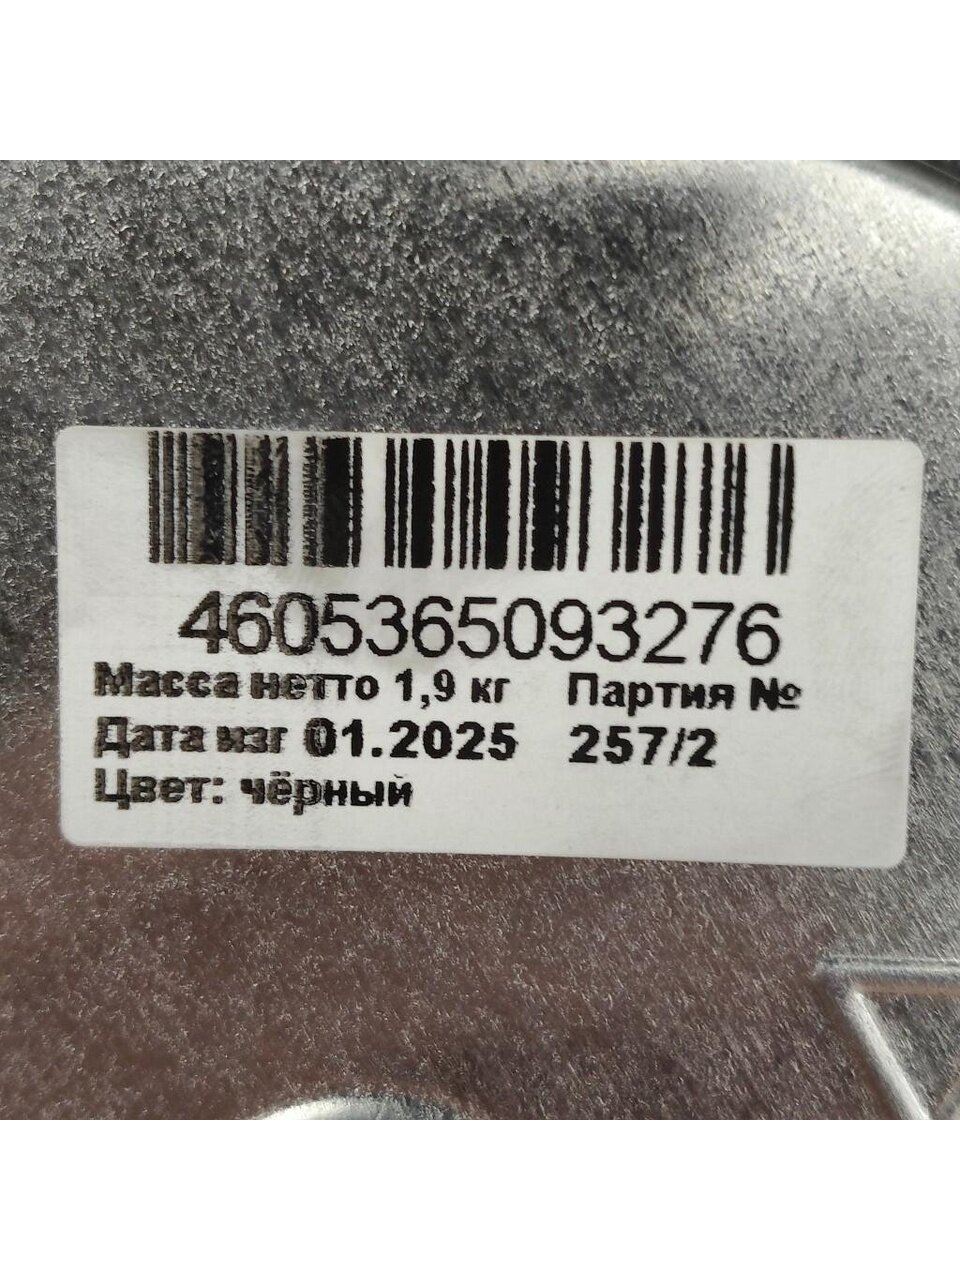 4605365093276
Масса нетто 1,9 кг Партия №
Дата изг 01.2025 257/2
Цвет: чёрный